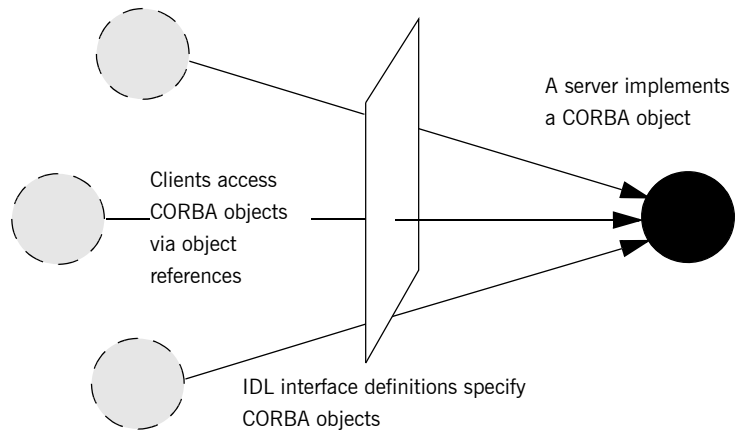 A server implements
a CORBA object
Clients access
CORBA objects
via object
references
IDL interface definitions specify
CORBA objects